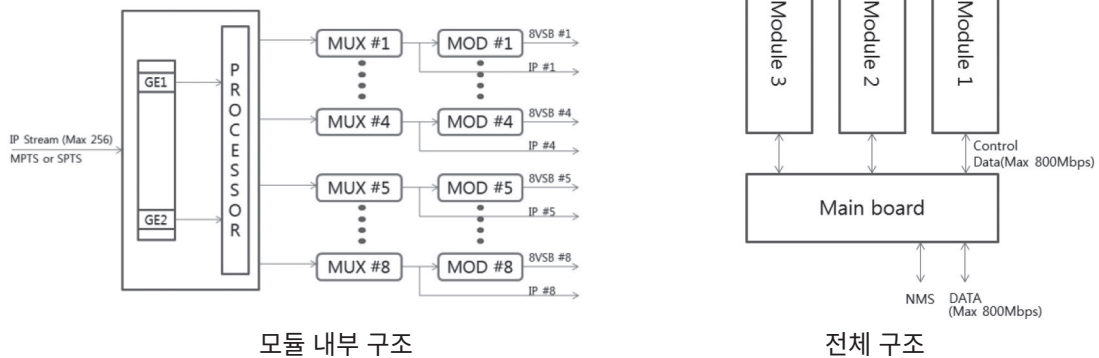 IP Stream (Max 256)
MPTS or SPTS
GE1
GE2
PROCESSOR
MUX #1
MOD #1
8VSB #1
IP #1
MUX #4
MOD #4
8VSB #4
IP #4
MUX #5
MOD #5
8VSB #5
IP #5
MUX #8
MOD #8
8VSB #8
IP #8
모듈 내부 구조
Module 3
Module 2
Module 1
Control
Data(Max 800Mbps)
Main board
NMS
DATA
(Max 800Mbps)
전체 구조